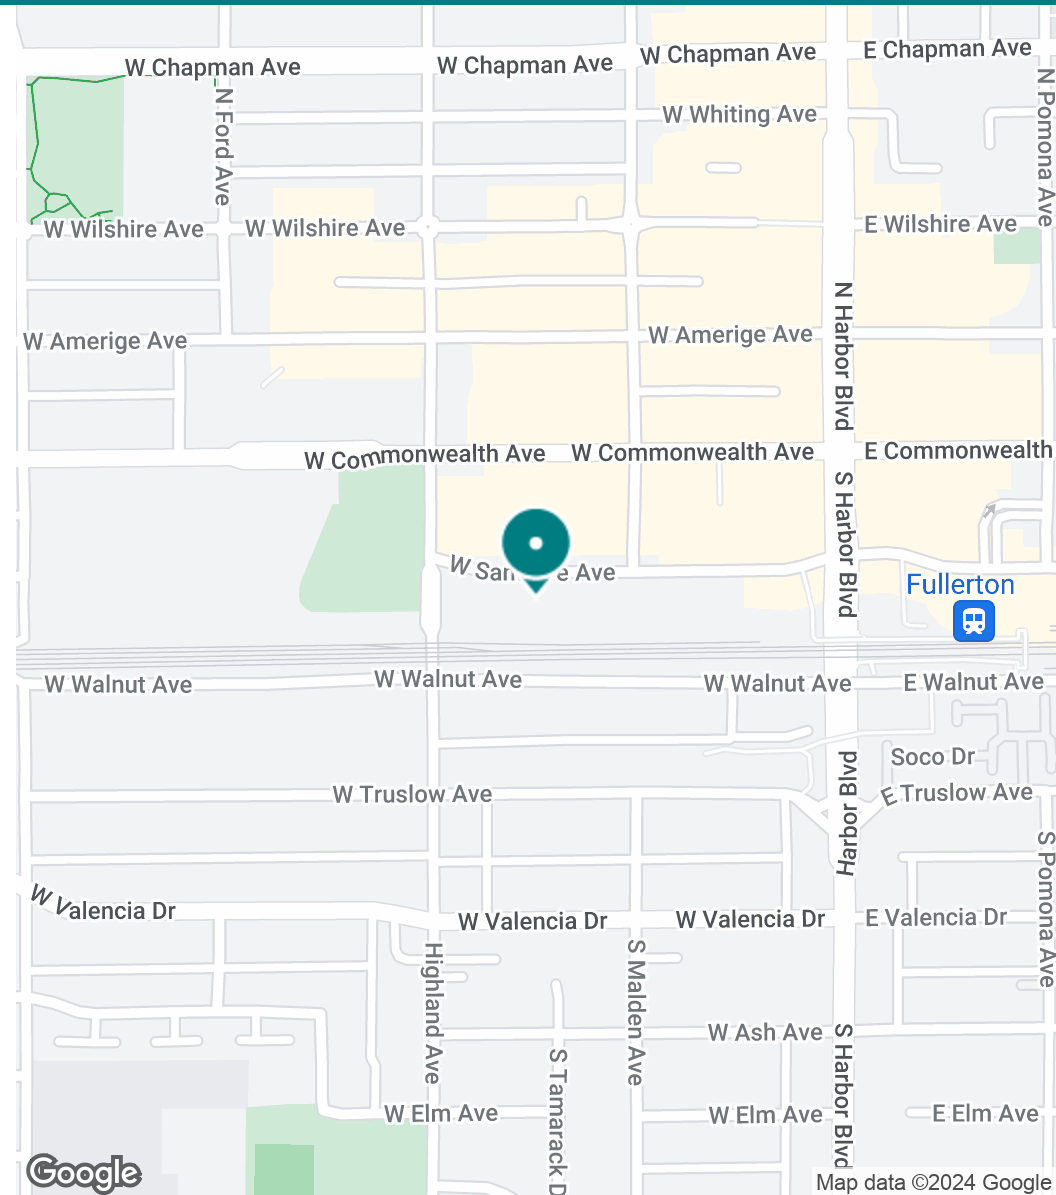 W Chapman Ave
W Chapman Ave
W Chapman Ave
E Chapman Ave
N Ford Ave
W Whiting Ave
N Pomona Ave
W Wilshire Ave
W Wilshire Ave
E Wilshire Ave
N Harbor Blvd
W Amerige Ave
W Amerige Ave
W Commonwealth Ave
W Commonwealth Ave
E Commonwealth
S Harbor Blvd
W San e Ave
Fullerton
W Walnut Ave
W Walnut Ave
W Walnut Ave
E Walnut Ave
Soco Dr
Harbor Blvd
W Truslow Ave
E Truslow Ave
S Pomona Ave
W Valencia Dr
W Valencia Dr
W Valencia Dr
E Valencia Dr
Highland Ave
S Malden Ave
W Ash Ave
S Harbor Blvd
S Tamarack D
W Elm Ave
W Elm Ave
E Elm Ave
Google
Map data ©2024 Google